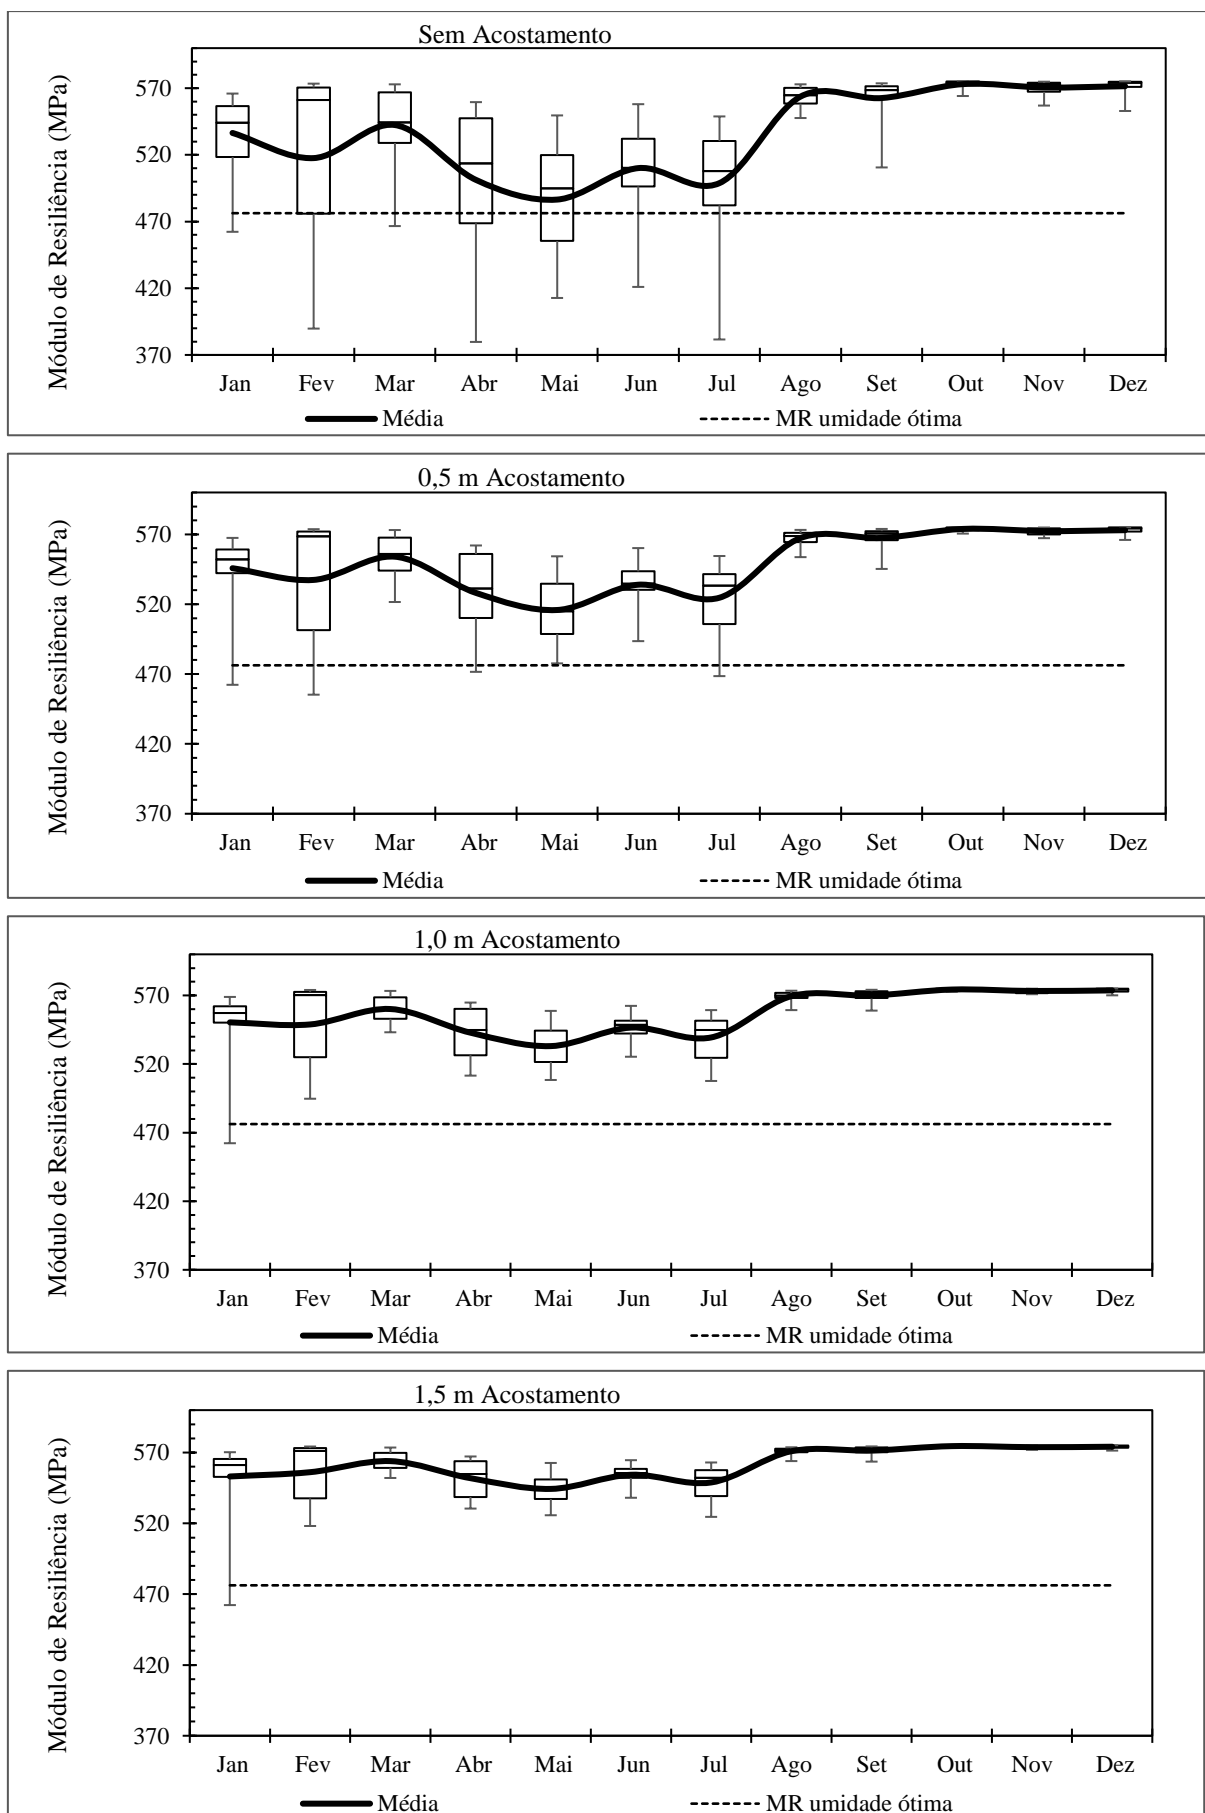 Sem Acostamento
Módulo de Resiliência (MPa)
570
520
470
420
370
Jan Fev Mar Abr Mai Jun Jul Ago Set Out Nov Dez
Média MR umidade ótima
0,5 m Acostamento
Módulo de Resiliência (MPa)
570
520
470
420
370
Jan Fev Mar Abr Mai Jun Jul Ago Set Out Nov Dez
Média MR umidade ótima
1,0 m Acostamento
Módulo de Resiliência (MPa)
570
520
470
420
370
Jan Fev Mar Abr Mai Jun Jul Ago Set Out Nov Dez
Média MR umidade ótima
1,5 m Acostamento
Módulo de Resiliência (MPa)
570
520
470
420
370
Jan Fev Mar Abr Mai Jun Jul Ago Set Out Nov Dez
Média MR umidade ótima